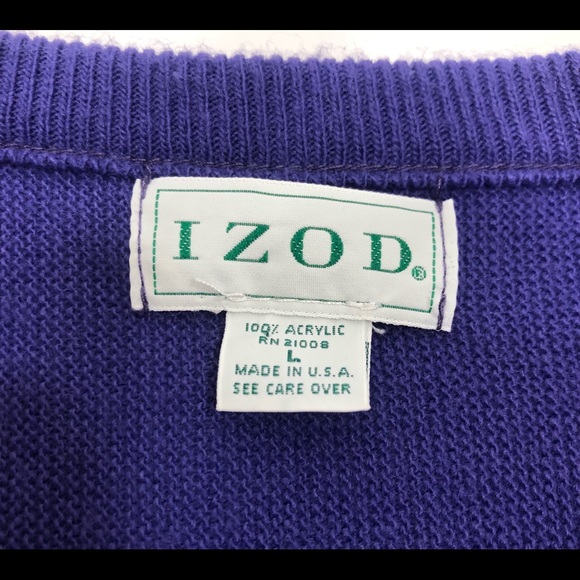 IZOD®
100% ACRYLIC
RN 21008
L
MADE IN U.S.A.
SEE CARE OVER